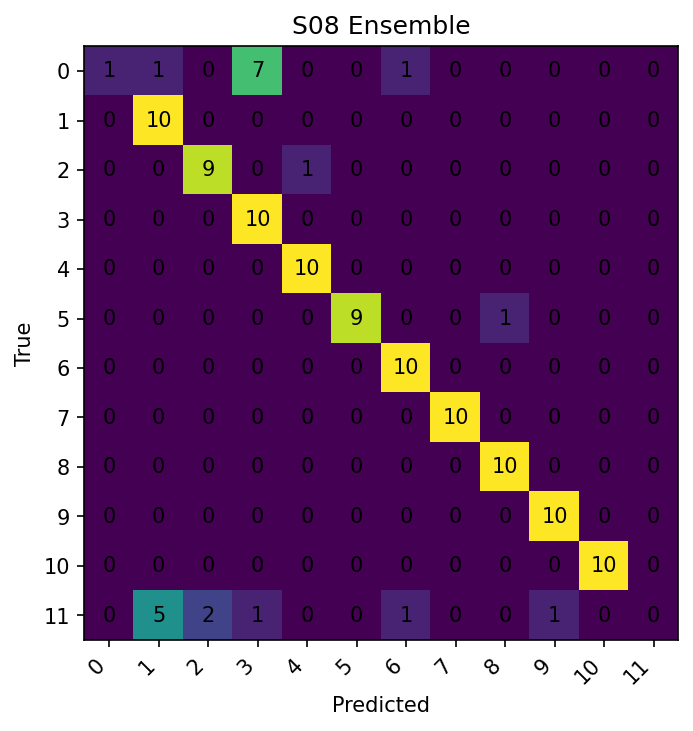 S08 Ensemble
0 1 1 0 7 0 0 1 0 0 0 0 0
1 0 10 0 0 0 0 0 0 0 0 0 0
2 0 0 9 0 1 0 0 0 0 0 0 0
3 0 0 0 10 0 0 0 0 0 0 0 0
4 0 0 0 0 10 0 0 0 0 0 0 0
5 0 0 0 0 0 9 0 0 1 0 0 0
6 0 0 0 0 0 0 10 0 0 0 0 0
7 0 0 0 0 0 0 0 10 0 0 0 0
8 0 0 0 0 0 0 0 0 10 0 0 0
9 0 0 0 0 0 0 0 0 0 10 0 0
10 0 0 0 0 0 0 0 0 0 0 10 0
11 0 5 2 1 0 0 1 0 0 1 0 0
True
0 1 2 3 4 5 6 7 8 9 10 11
Predicted